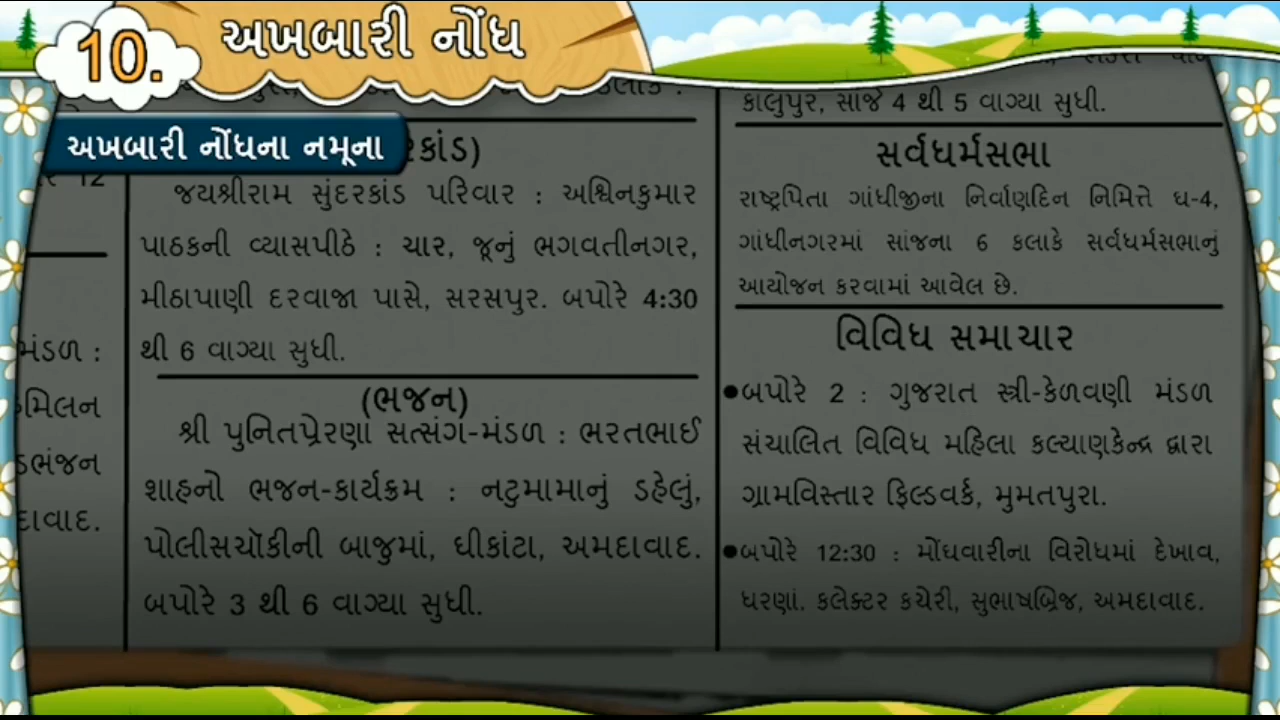 10.
અખબારી નોંધ
અખબારી નોંધના નમૂના
12
મંડળ :
દાવાદ.
જયશ્રીરામ સુંદરકાંડ પરિવાર : અશ્વિનકુમાર
પાઠકની વ્યાસપીઠે : ચાર, જૂનું ભગવતીનગર,
મીઠાપાણી દરવાજા પાસે, સરસપુર. બપોરે 4:30
થી 6 વાગ્યા સુધી.
(ભજન)
શ્રી પુનિતપ્રેરણા સત્સંગ-મંડળ : ભરતભાઈ
શાહનો ભજન-કાર્યક્રમ : નટુમામાનું ડહેલું,
પોલીસચૉકીની બાજુમાં, ઘીકાંટા, અમદાવાદ.
બપોરે 3 થી 6 વાગ્યા સુધી.
કાલુપુર, સાંજે 4 થી 5 વાગ્યા સુધી.
સર્વધર્મસભા
રાષ્ટ્રપિતા ગાંધીજીના નિર્વાણદિન નિમિત્તે ઘ-4,
ગાંધીનગરમાં સાંજના 6 કલાકે સર્વધર્મસભાનું
આયોજન કરવામાં આવેલ છે.
વિવિધ સમાચાર
●બપોરે 2 : ગુજરાત સ્ત્રી-કેળવણી મંડળ
સંચાલિત વિવિધ મહિલા કલ્યાણકેન્દ્ર દ્વારા
ગ્રામવિસ્તાર ફિલ્ડવર્ક, મુમતપુરા.
●બપોરે 12:30 : મોંઘવારીના વિરોધમાં દેખાવ,
ધરણાં. કલેક્ટર કચેરી, સુભાષબ્રિજ, અમદાવાદ.